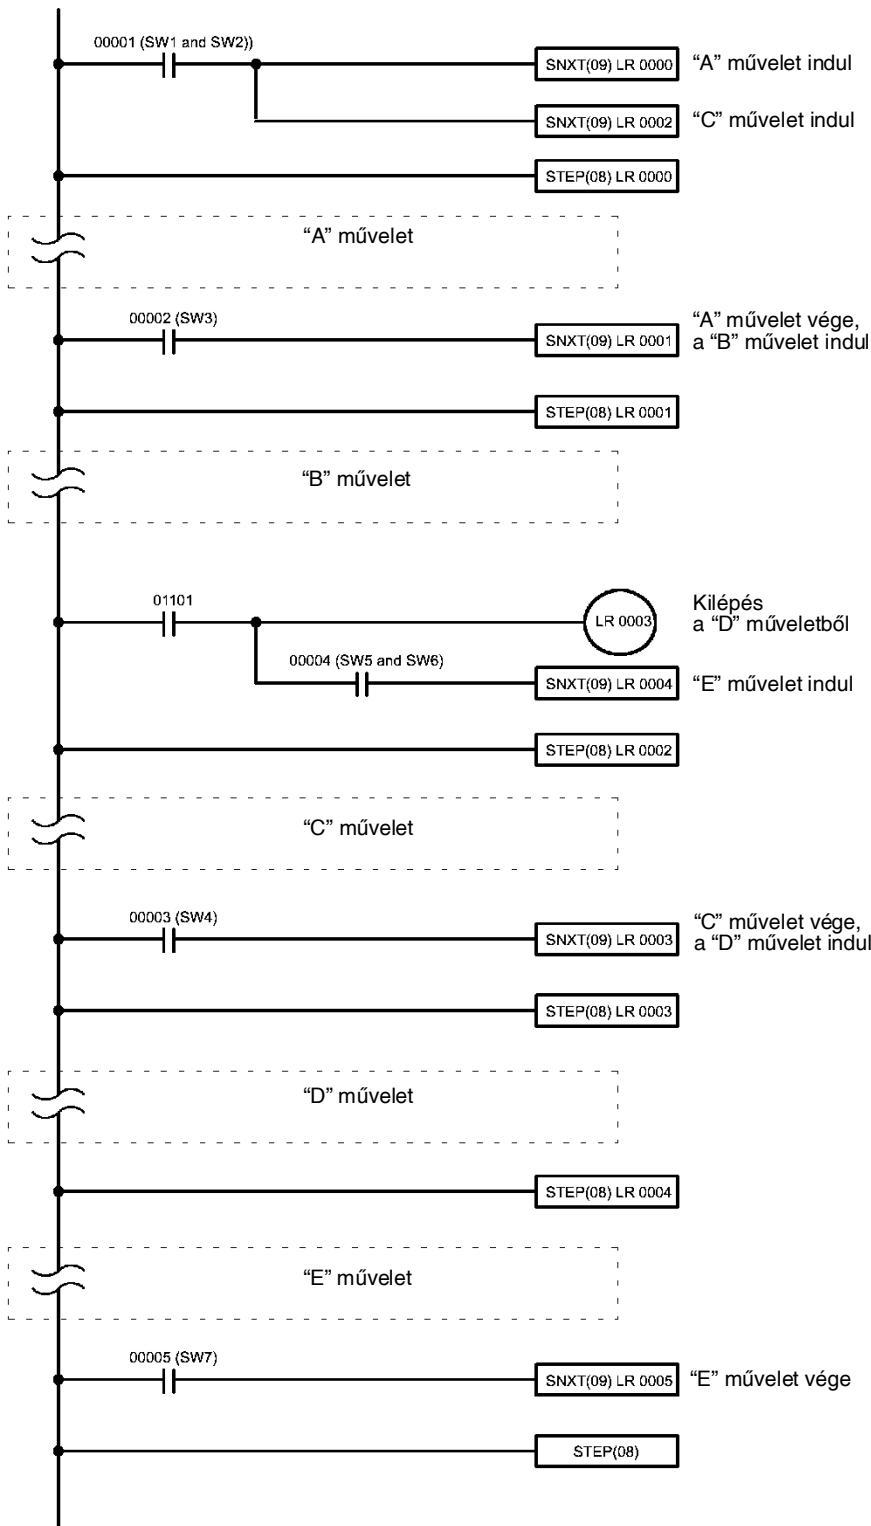 00001 (SW1 and SW2))
SNXT(09) LR 0000
“A” művelet indul
SNXT(09) LR 0002
“C” művelet indul
STEP(08) LR 0000
“A” művelet
00002 (SW3)
SNXT(09) LR 0001
“A” művelet vége,
a “B” művelet indul
STEP(08) LR 0001
“B” művelet
01101
LR 0003
Kilépés
a “D” műveletből
00004 (SW5 and SW6)
SNXT(09) LR 0004
“E” művelet indul
STEP(08) LR 0002
“C” művelet
00003 (SW4)
SNXT(09) LR 0003
“C” művelet vége,
a “D” művelet indul
STEP(08) LR 0003
“D” művelet
STEP(08) LR 0004
“E” művelet
00005 (SW7)
SNXT(09) LR 0005
“E” művelet vége
STEP(08)